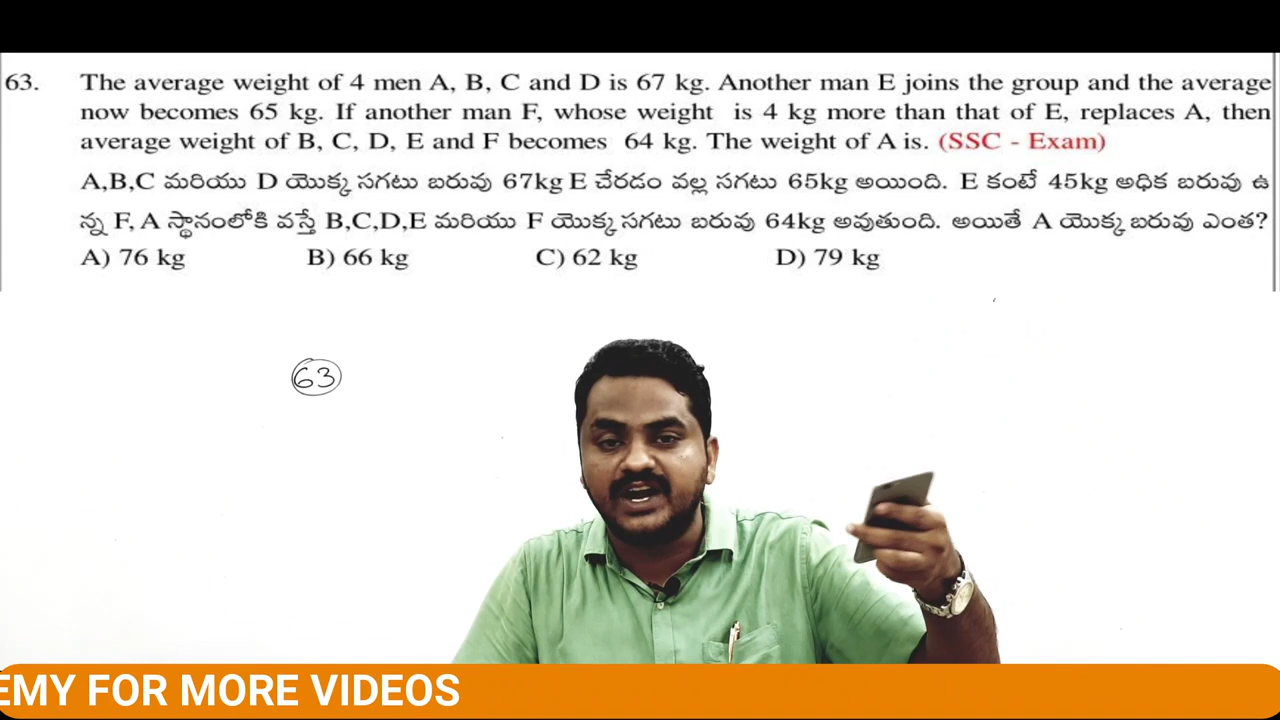 63. The average weight of 4 men A, B, C and D is 67 kg. Another man E joins the group and the average
now becomes 65 kg. If another man F, whose weight is 4 kg more than that of E, replaces A, then
average weight of B, C, D, E and F becomes 64 kg. The weight of A is. (SSC - Exam)
A,B,C మరియు D యొక్క సగటు బరువు 67kg E చేరడం వల్ల సగటు 65kg అయింది. E కంటే 45kg అధిక బరువు ఉ
న్న F, A స్థానంలోకి వస్తే B,C,D,E మరియు F యొక్క సగటు బరువు 64kg అవుతుంది. అయితే A యొక్క బరువు ఎంత?
A) 76 kg B) 66 kg C) 62 kg D) 79 kg
63
EMY FOR MORE VIDEOS